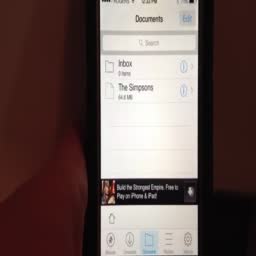 Rogers
Documents
Edit
Search
Inbox
0 items
The Simpsons
64.6 MB
Build the Strongest Empire. Free to
Play on iPhone & iPad!